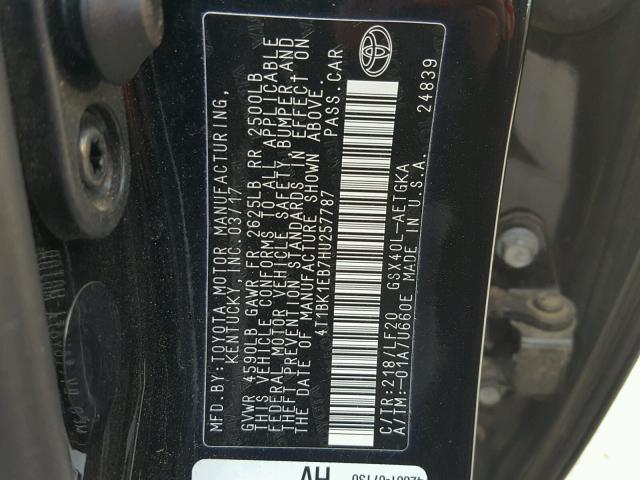 MFD. BY: TOYOTA MOTOR MANUFACTURING,
KENTUCKY, INC. 03/17
GVWR 4590LB GAWR FR 2625LB RR 2500LB
THIS VEHICLE CONFORMS TO ALL APPLICABLE
FEDERAL MOTOR VEHICLE SAFETY, BUMPER, AND
THEFT PREVENTION STANDARDS IN EFFECT ON
THE DATE OF MANUFACTURE SHOWN ABOVE.
4T1BK1EB7HU257787 PASS.CAR
C/TR:218/LF20 GSX40L-AETGKA
A/TM:-01A/U660E MADE IN U.S.A.
24839
AH